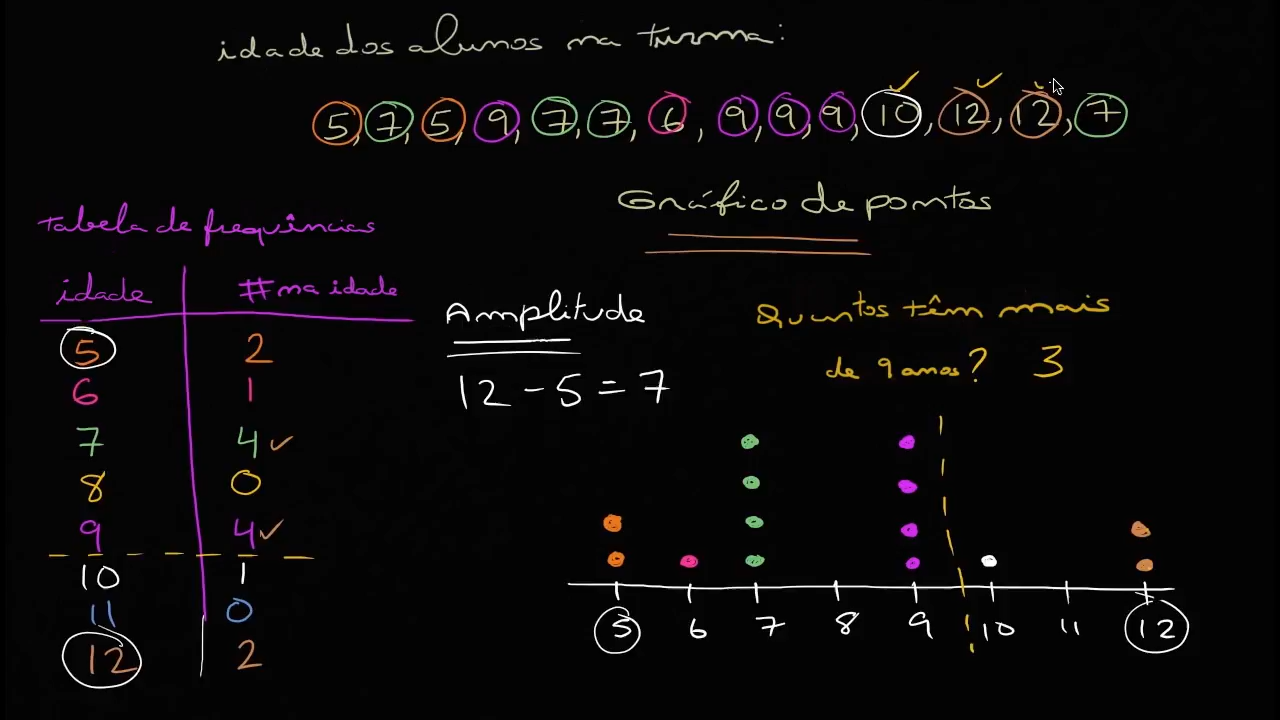 idade dos alunos na turma:
5, 7, 5, 9, 7, 7, 6, 9, 9, 9, 10, 12, 12, 7
Gráfico de pontos
Tabela de frequências
idade # na idade
5 2
6 1
7 4
8 0
9 4
10 1
11 0
12 2
Amplitude
12 - 5 = 7
Quantos têm mais
de 9 anos? 3
5 6 7 8 9 10 11 12